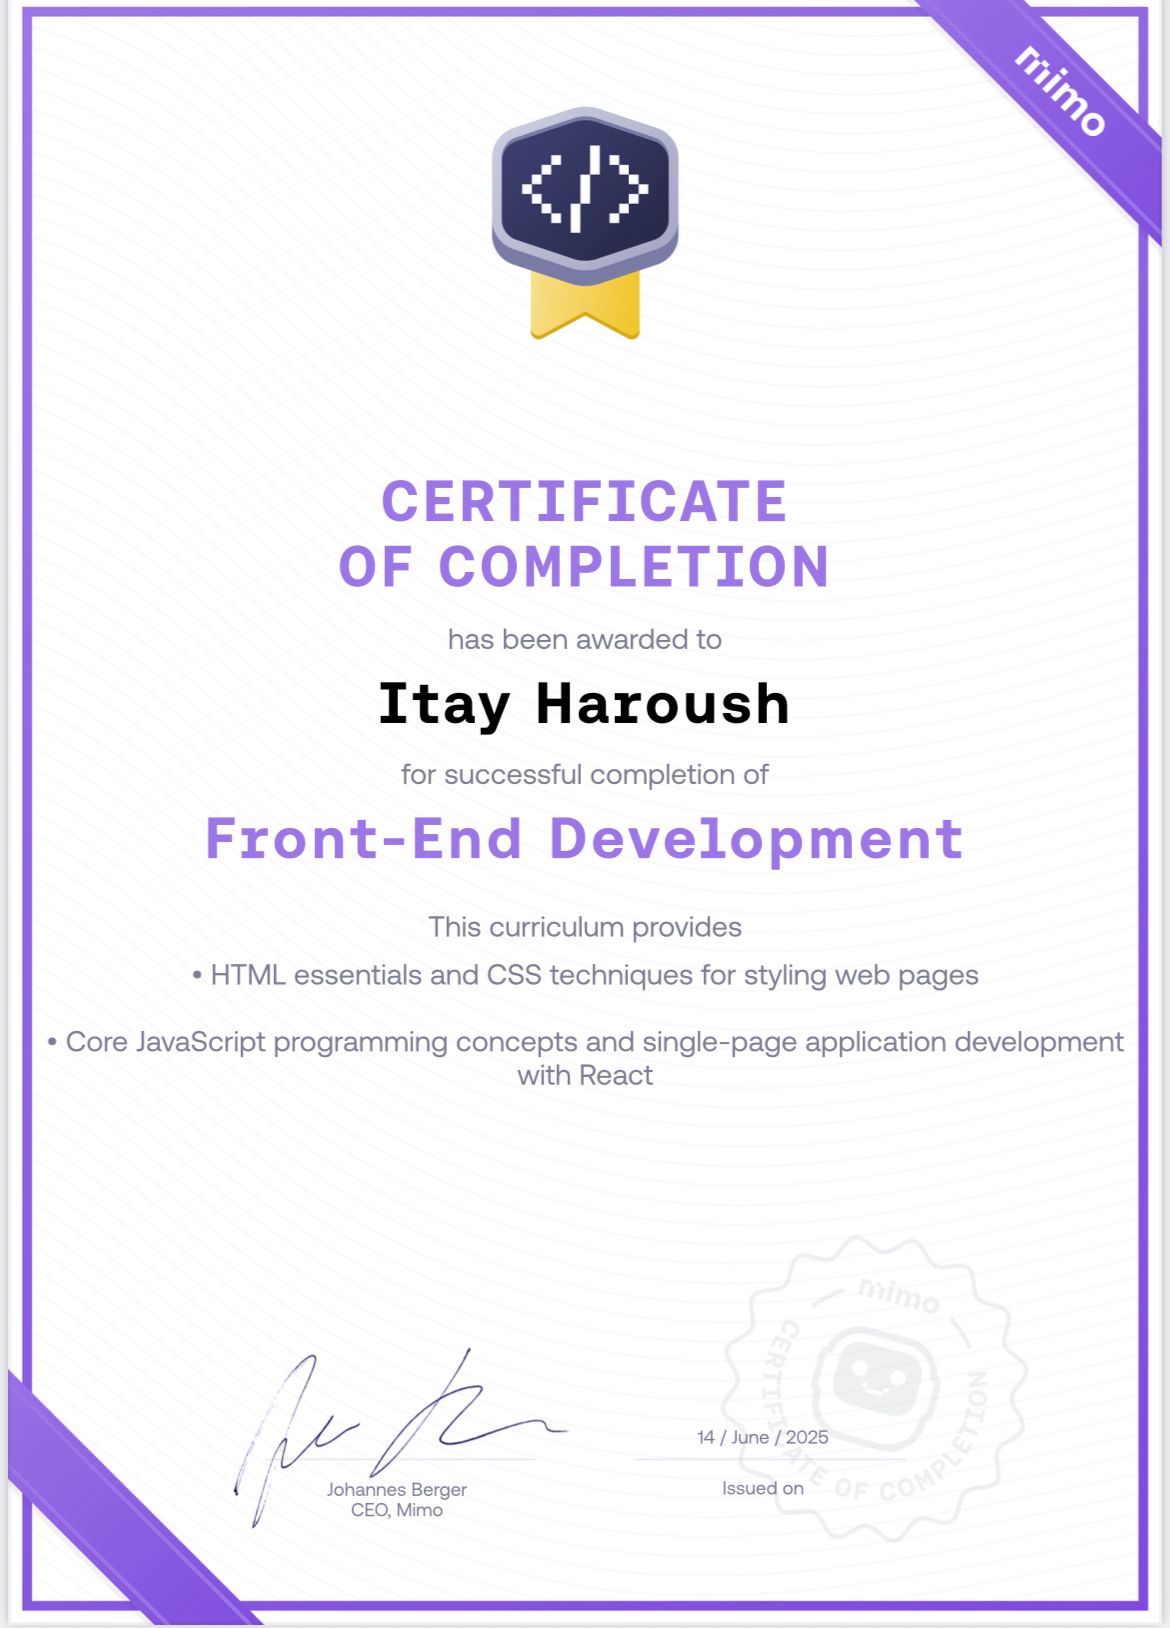 mimo
</>
CERTIFICATE
OF COMPLETION
has been awarded to
Itay Haroush
for successful completion of
Front-End Development
This curriculum provides
• HTML essentials and CSS techniques for styling web pages
• Core JavaScript programming concepts and single-page application development
with React
mimo
CERTIFICATE OF COMPLETION
14 / June / 2025
Johannes Berger
CEO, Mimo
Issued on